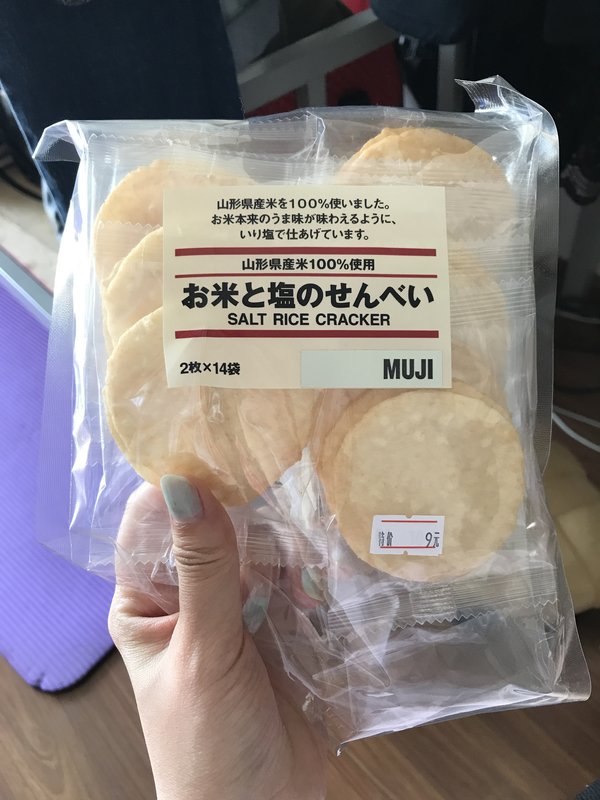 山形県産米を100%使いました。
お米本来のうま味が味わえるように、
いり塩で仕あげています。
山形県産米100%使用
お米と塩のせんべい
SALT RICE CRACKER
2枚×14袋
MUJI
特价 9元